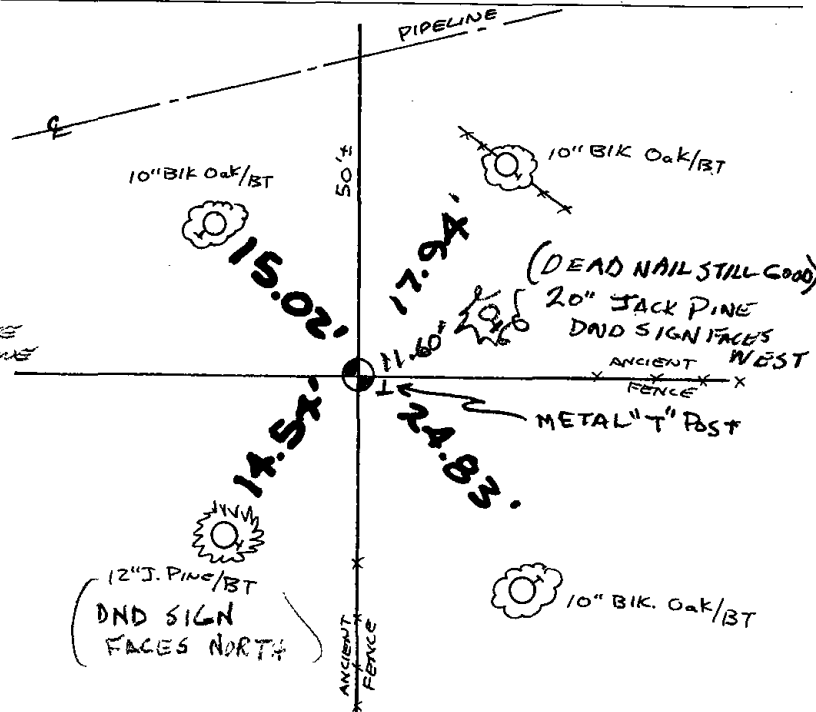 PIPELINE
℄
50'±
10" Blk Oak/BT
10" Blk Oak/BT
15.02'
17.94'
(DEAD NAIL STILL GOOD)
20" JACK PINE
DND SIGN FACES
WEST
11.60"
ANCIENT
FENCE
METAL "T" POST
24.83'
12" J. PINE/BT
DND SIGN
FACES NORTH
10" Blk. Oak/BT
ANCIENT
FENCE